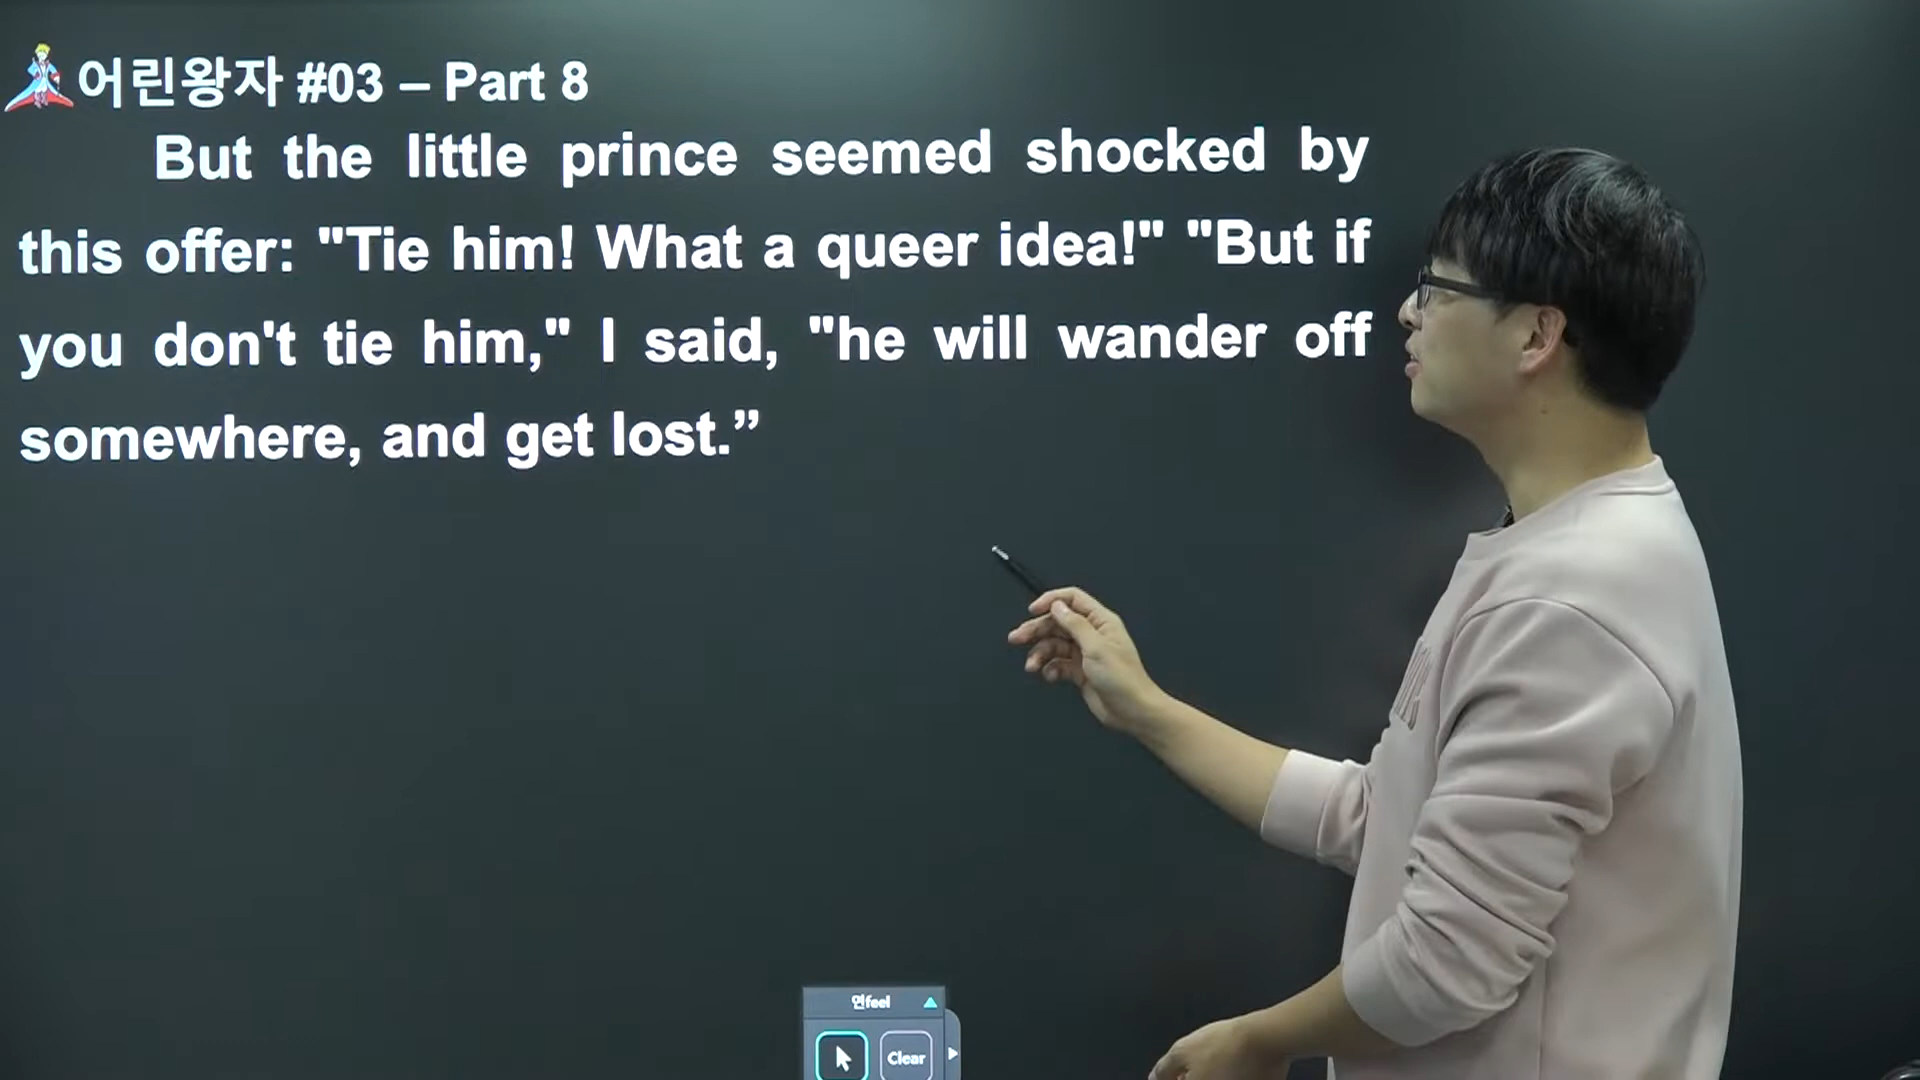 어린왕자 #03 – Part 8
But the little prince seemed shocked by
this offer: "Tie him! What a queer idea!" "But if
you don't tie him," I said, "he will wander off
somewhere, and get lost.”
연feel
Clear